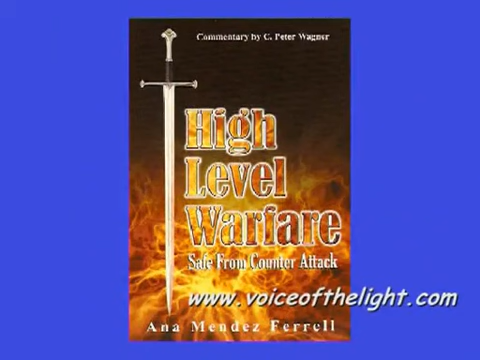 Commentary by C. Peter Wagner
High
Level
Warfare
Safe From Counter Attack
www.voiceofthelight.com
Ana Mendez Ferrell